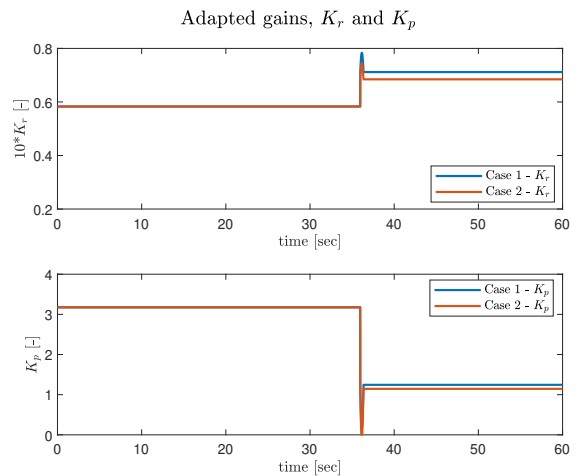 Adapted gains, K_r and K_p
0.8
0.6
0.4
0.2
10*K_r [-]
0 10 20 30 40 50 60
time [sec]
Case 1 - K_r
Case 2 - K_r
4
3
2
1
0
K_p [-]
0 10 20 30 40 50 60
time [sec]
Case 1 - K_p
Case 2 - K_p